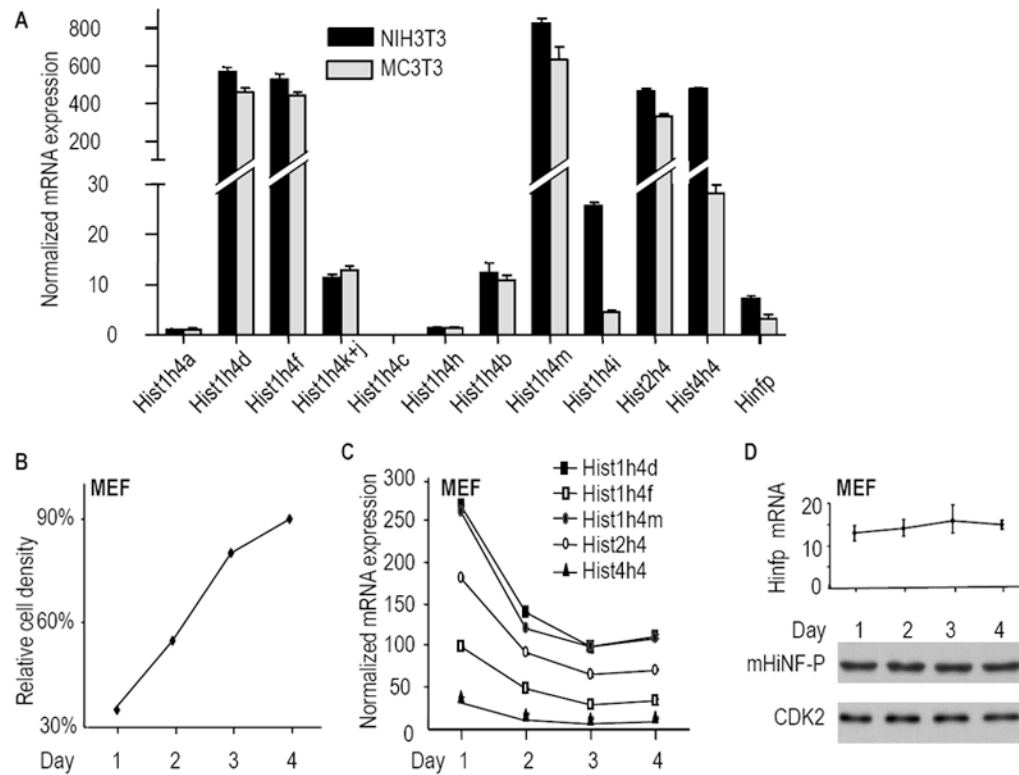 A
Normalized mRNA expression
800
600
400
200
30
20
10
0
NIH3T3
MC3T3
Hist1h4a
Hist1h4d
Hist1h4f
Hist1h4k+j
Hist1h4c
Hist1h4h
Hist1h4b
Hist1h4m
Hist1h4i
Hist2h4
Hist4h4
Hinfp
B
MEF
Relative cell density
90%
60%
30%
Day 1 2 3 4
C
MEF
Normalized mRNA expression
300
250
200
150
100
50
0
Hist1h4d
Hist1h4f
Hist1h4m
Hist2h4
Hist4h4
Day 1 2 3 4
D
MEF
Hinfp mRNA
20
10
0
Day 1 2 3 4
mHiNF-P
CDK2